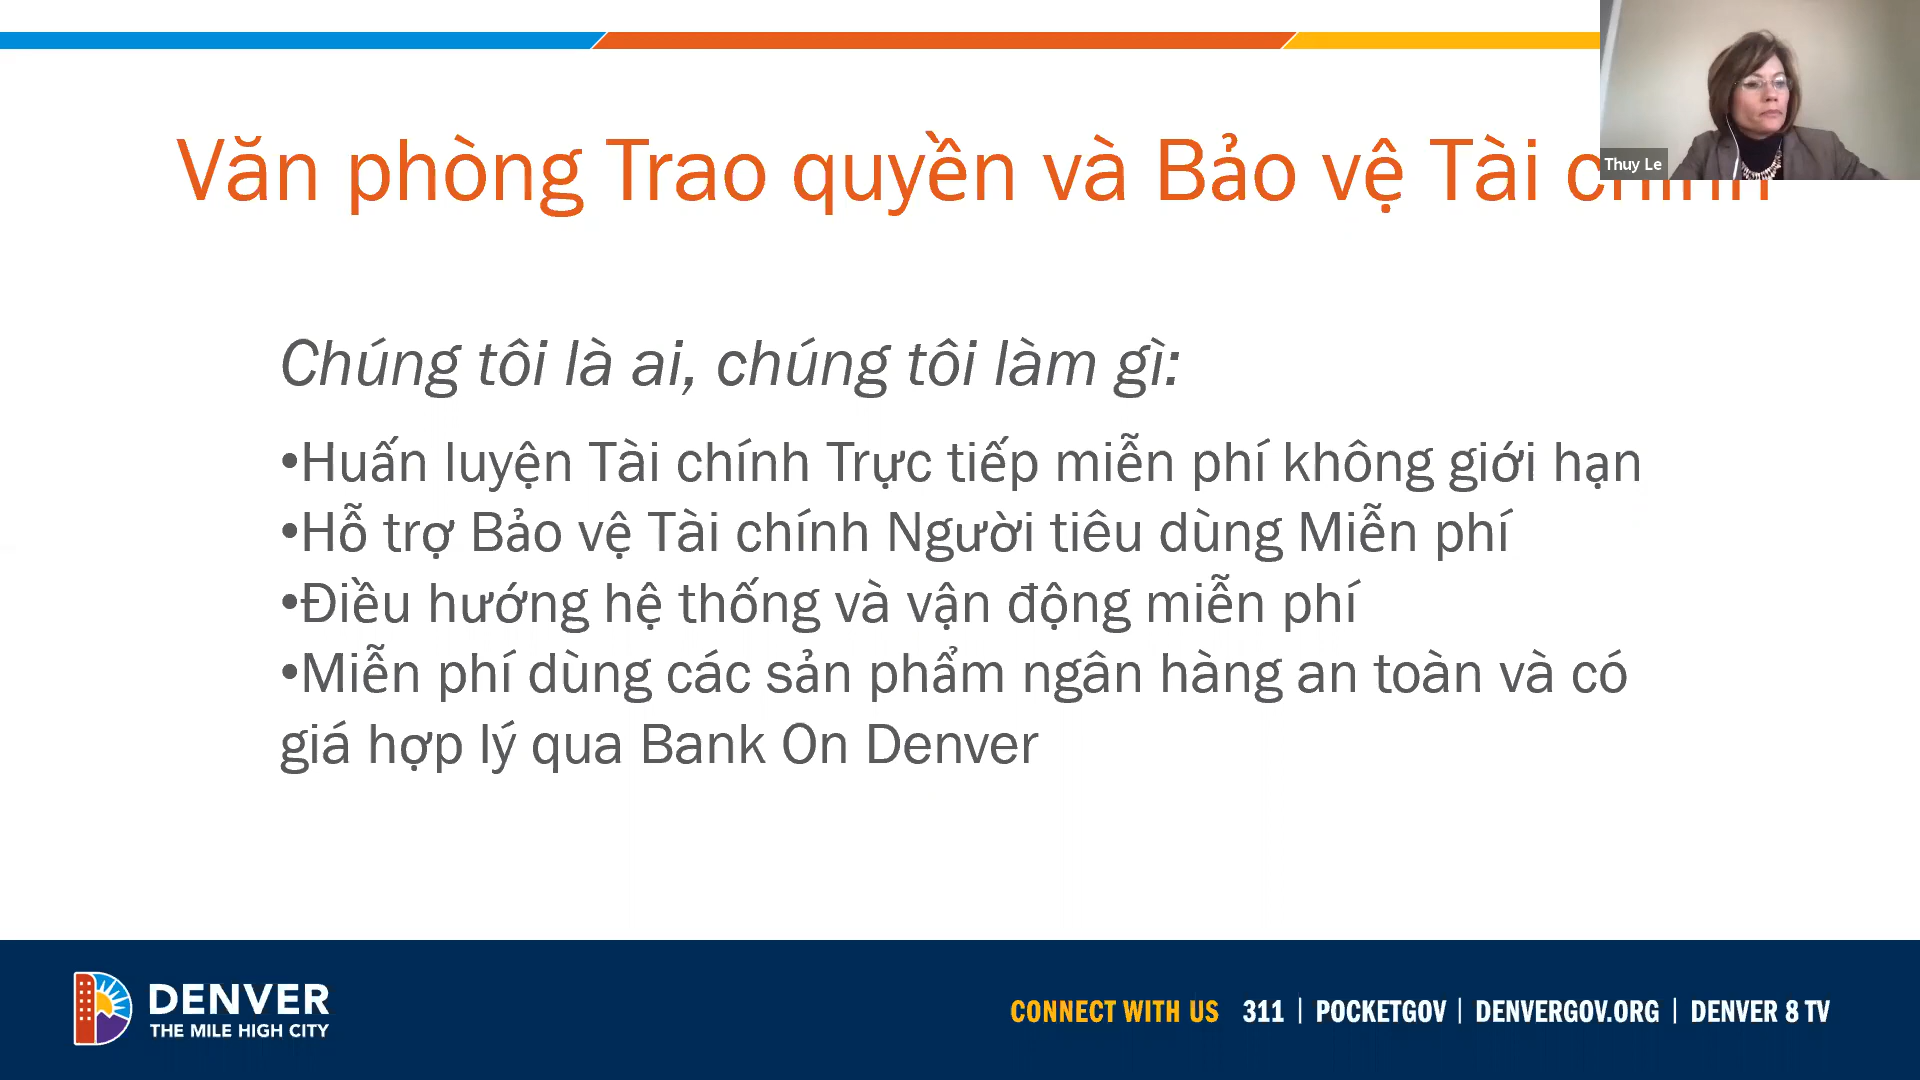 Văn phòng Trao quyền và Bảo vệ Tài chính
Thuy Le
Chúng tôi là ai, chúng tôi làm gì:
•Huấn luyện Tài chính Trực tiếp miễn phí không giới hạn
•Hỗ trợ Bảo vệ Tài chính Người tiêu dùng Miễn phí
•Điều hướng hệ thống và vận động miễn phí
•Miễn phí dùng các sản phẩm ngân hàng an toàn và có
giá hợp lý qua Bank On Denver
DENVER
THE MILE HIGH CITY
CONNECT WITH US 311 | POCKETGOV | DENVERGOV.ORG | DENVER 8 TV